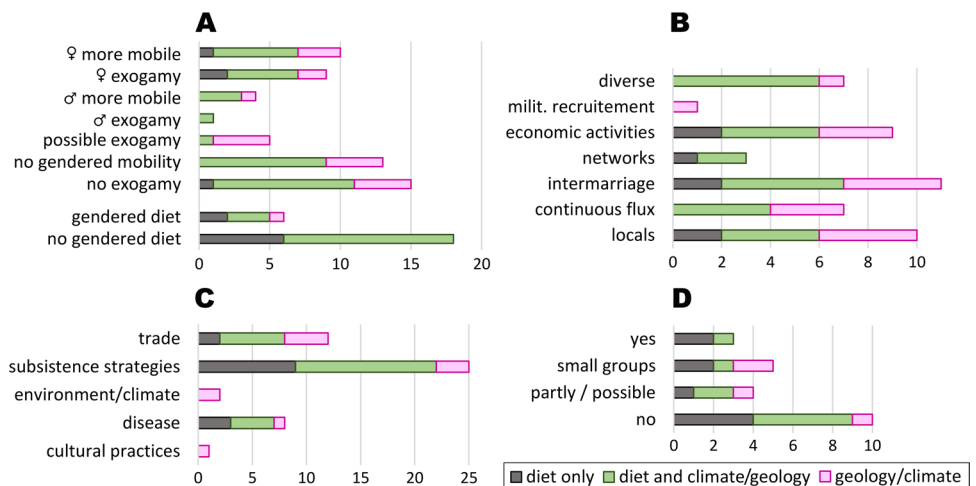 A
♀ more mobile
♀ exogamy
♂ more mobile
♂ exogamy
possible exogamy
no gendered mobility
no exogamy
gendered diet
no gendered diet
0 5 10 15 20
B
diverse
milit. recruitement
economic activities
networks
intermarriage
continuous flux
locals
0 2 4 6 8 10
C
trade
subsistence strategies
environment/climate
disease
cultural practices
0 5 10 15 20 25
D
yes
small groups
partly / possible
no
0 2 4 6 8 10
diet only diet and climate/geology geology/climate